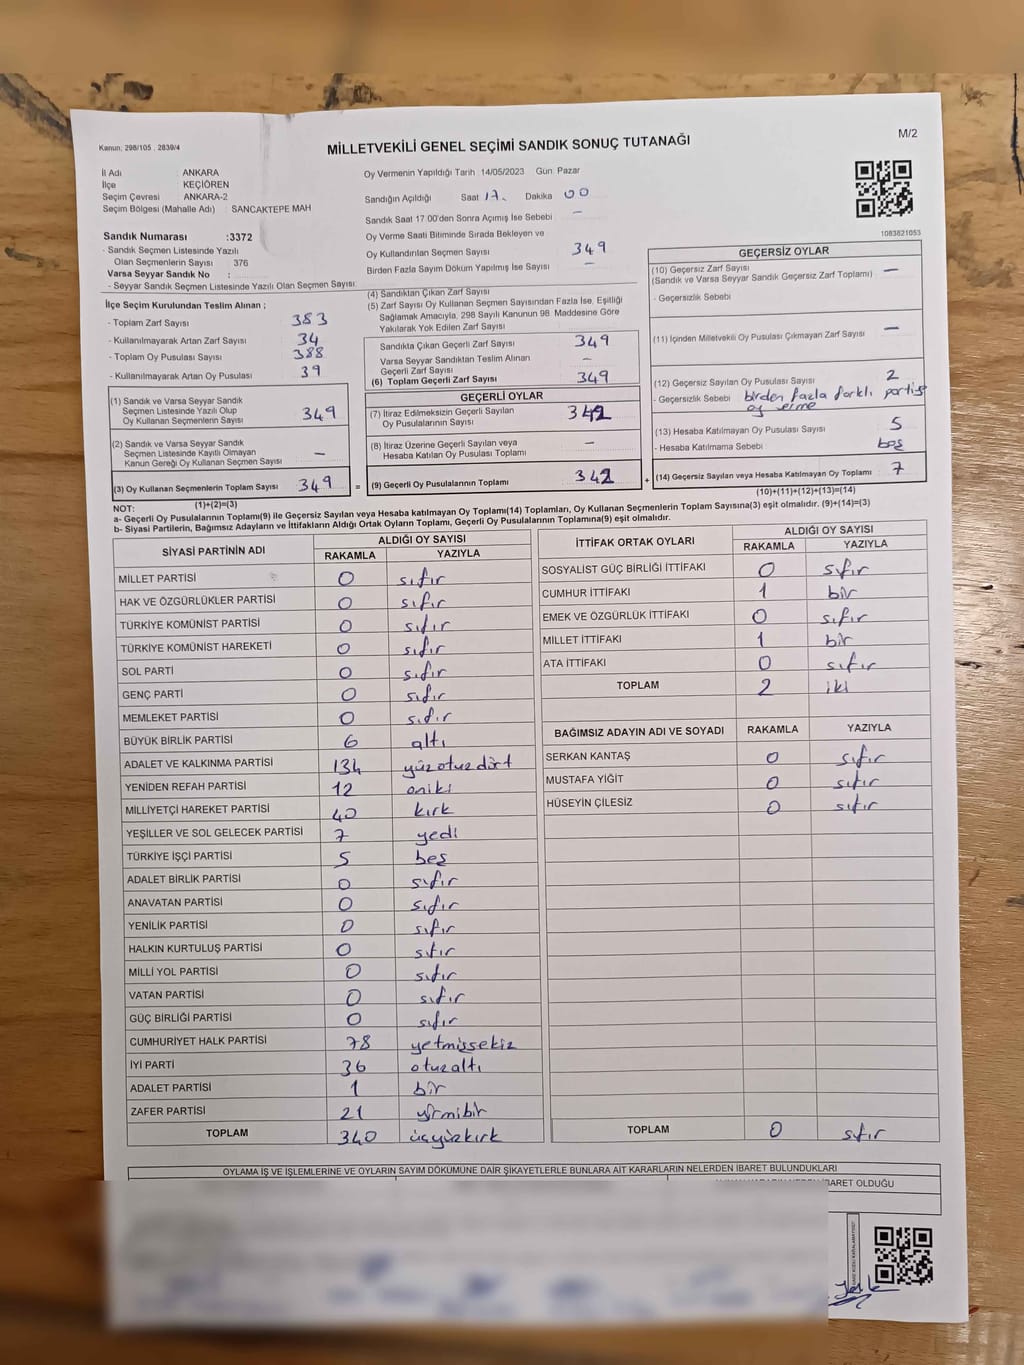 Kanun; 298/105 , 2839/4
MİLLETVEKİLİ GENEL SEÇİMİ SANDIK SONUÇ TUTANAĞI
M/2
İl Adı ANKARA
İlçe KEÇİÖREN
Seçim Çevresi ANKARA-2
Seçim Bölgesi (Mahalle Adı) SANCAKTEPE MAH
Sandık Numarası :3372
- Sandık Seçmen Listesinde Yazılı
Olan Seçmenlerin Sayısı 376
Varsa Seyyar Sandık No :
- Seyyar Sandık Seçmen Listesinde Yazılı Olan Seçmen Sayısı:
Oy Vermenin Yapıldığı Tarih 14/05/2023 Gün Pazar
Sandığın Açıldığı Saat 17. Dakika 00
Sandık Saat 17 00'den Sonra Açımış İse Sebebi –
Oy Verme Saati Bitiminde Sırada Bekleyen ve
Oy Kullandırılan Seçmen Sayısı 349
Birden Fazla Sayım Döküm Yapılmış İse Sayısı –
1083821053
İlçe Seçim Kurulundan Teslim Alınan ;
- Toplam Zarf Sayısı 383
- Kullanılmayarak Artan Zarf Sayısı 34
- Toplam Oy Pusulası Sayısı 388
- Kullanılmayarak Artan Oy Pusulası 39
(4) Sandıktan Çıkan Zarf Sayısı
(5) Zarf Sayısı Oy Kullanan Seçmen Sayısından Fazla İse, Eşitliği
Sağlamak Amacıyla, 298 Sayılı Kanunun 98 Maddesine Göre
Yakılarak Yok Edilen Zarf Sayısı
Sandıkta Çıkan Geçerli Zarf Sayısı 349
Varsa Seyyar Sandıktan Teslim Alınan
Geçerli Zarf Sayısı –
(6) Toplam Geçerli Zarf Sayısı 349
GEÇERSİZ OYLAR
(10) Geçersiz Zarf Sayısı –
(Sandık ve Varsa Seyyar Sandık Geçersiz Zarf Toplamı)
- Geçersizlik Sebebi
(11) İçinden Milletvekili Oy Pusulası Çıkmayan Zarf Sayısı –
(12) Geçersiz Sayılan Oy Pusulası Sayısı 2
- Geçersizlik Sebebi birden fazla farklı partiye
oy verme
(13) Hesaba Katılmayan Oy Pusulası Sayısı 5
- Hesaba Katılmama Sebebi beş
(14) Geçersiz Sayılan veya Hesaba Katılmayan Oy Toplamı 7
(10)+(11)+(12)+(13)=(14)
(1) Sandık ve Varsa Seyyar Sandık
Seçmen Listesinde Yazılı Olup
Oy Kullanan Seçmenlerin Sayısı 349
(2) Sandık ve Varsa Seyyar Sandık
Seçmen Listesinde Kayıtlı Olmayan
Kanun Gereği Oy Kullanan Seçmen Sayısı –
(3) Oy Kullanan Seçmenlerin Toplam Sayısı 349 =
(1)+(2)=(3)
GEÇERLİ OYLAR
(7) İtiraz Edilmeksizin Geçerli Sayılan
Oy Pusulalarının Sayısı 342
(8) İtiraz Üzerine Geçerli Sayılan veya
Hesaba Katılan Oy Pusulası Toplamı –
(9) Geçerli Oy Pusulalarının Toplamı 342 +
NOT:
a- Geçerli Oy Pusulalarının Toplamı(9) ile Geçersiz Sayılan veya Hesaba katılmayan Oy Toplamı(14) Toplamları, Oy Kullanan Seçmenlerin Toplam Sayısına(3) eşit olmalıdır. (9)+(14)=(3)
b- Siyasi Partilerin, Bağımsız Adayların ve İttifakların Aldığı Ortak Oyların Toplamı, Geçerli Oy Pusulalarının Toplamına(9) eşit olmalıdır.
SİYASİ PARTİNİN ADI ALDIĞI OY SAYISI
RAKAMLA YAZIYLA
MİLLET PARTİSİ 0 sıfır
HAK VE ÖZGÜRLÜKLER PARTİSİ 0 sıfır
TÜRKİYE KOMÜNİST PARTİSİ 0 sıfır
TÜRKİYE KOMÜNİST HAREKETİ 0 sıfır
SOL PARTİ 0 sıfır
GENÇ PARTİ 0 sıfır
MEMLEKET PARTİSİ 0 sıfır
BÜYÜK BİRLİK PARTİSİ 6 altı
ADALET VE KALKINMA PARTİSİ 134 yüzotuzdört
YENİDEN REFAH PARTİSİ 12 oniki
MİLLİYETÇİ HAREKET PARTİSİ 40 kırk
YEŞİLLER VE SOL GELECEK PARTİSİ 7 yedi
TÜRKİYE İŞÇİ PARTİSİ 5 beş
ADALET BİRLİK PARTİSİ 0 sıfır
ANAVATAN PARTİSİ 0 sıfır
YENİLİK PARTİSİ 0 sıfır
HALKIN KURTULUŞ PARTİSİ 0 sıfır
MİLLİ YOL PARTİSİ 0 sıfır
VATAN PARTİSİ 0 sıfır
GÜÇ BİRLİĞİ PARTİSİ 0 sıfır
CUMHURİYET HALK PARTİSİ 78 yetmişsekiz
İYİ PARTİ 36 otuzaltı
ADALET PARTİSİ 1 bir
ZAFER PARTİSİ 21 yirmibir
TOPLAM 340 üçyüzkırk
İTTİFAK ORTAK OYLARI ALDIĞI OY SAYISI
RAKAMLA YAZIYLA
SOSYALİST GÜÇ BİRLİĞİ İTTİFAKI 0 sıfır
CUMHUR İTTİFAKI 1 bir
EMEK VE ÖZGÜRLÜK İTTİFAKI 0 sıfır
MİLLET İTTİFAKI 1 bir
ATA İTTİFAKI 0 sıfır
TOPLAM 2 iki
BAĞIMSIZ ADAYIN ADI VE SOYADI RAKAMLA YAZIYLA
SERKAN KANTAŞ 0 sıfır
MUSTAFA YİĞİT 0 sıfır
HÜSEYİN ÇİLESİZ 0 sıfır
TOPLAM 0 sıfır
OYLAMA İŞ VE İŞLEMLERİNE VE OYLARIN SAYIM DÖKÜMÜNE DAİR ŞİKAYETLERLE BUNLARA AİT KARARLARIN NELERDEN İBARET BULUNDUKLARI
İBARET OLDUĞU